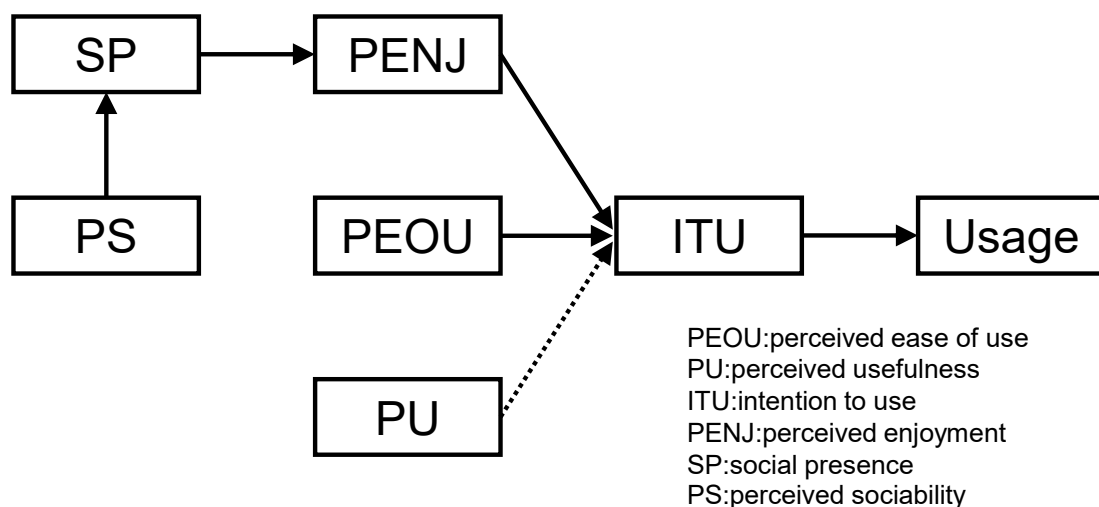 SP
PENJ
PS
PEOU
ITU
Usage
PU
PEOU:perceived ease of use
PU:perceived usefulness
ITU:intention to use
PENJ:perceived enjoyment
SP:social presence
PS:perceived sociability